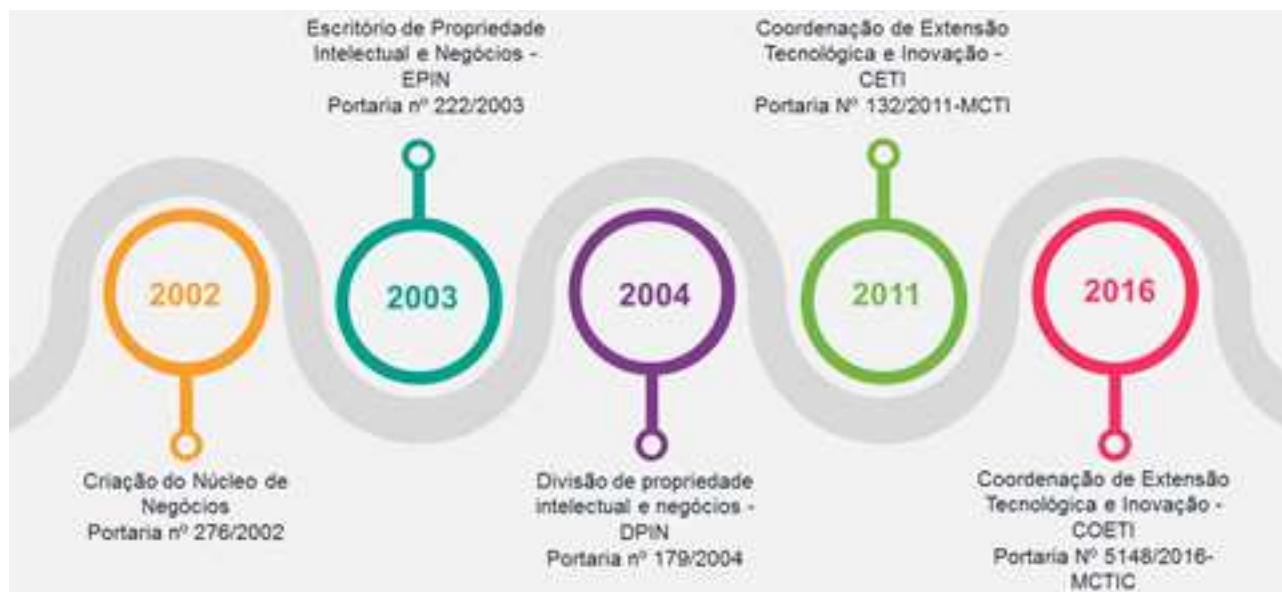 Escritório de Propriedade
Intelectual e Negócios -
EPIN
Portaria nº 222/2003
Coordenação de Extensão
Tecnológica e Inovação -
CETI
Portaria Nº 132/2011-MCTI
2002
2003
2004
2011
2016
Criação do Núcleo de
Negócios
Portaria nº 276/2002
Divisão de propriedade
intelectual e negócios -
DPIN
Portaria nº 179/2004
Coordenação de Extensão
Tecnológica e Inovação -
COETI
Portaria Nº 5148/2016-
MCTIC